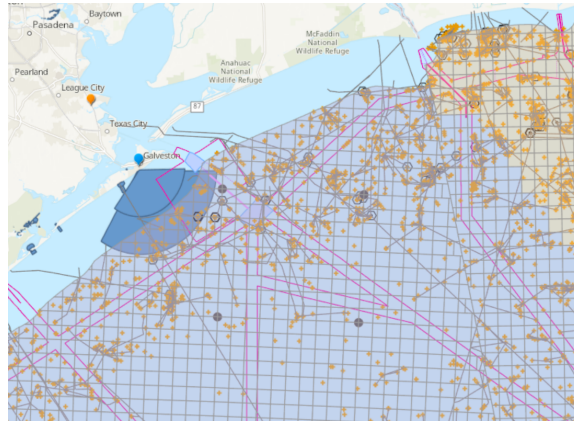 Baytown
Pasadena
McFaddin
National
Wildlife Refuge
Anahuac
National
Wildlife Refuge
Pearland
League City
87
Texas City
Galveston